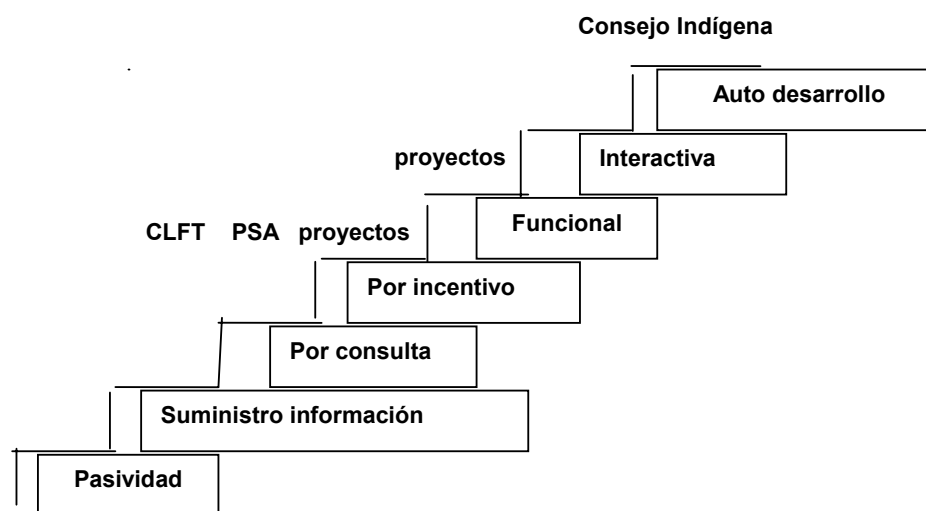 Consejo Indígena
Auto desarrollo
proyectos
Interactiva
Funcional
CLFT PSA proyectos
Por incentivo
Por consulta
Suministro información
Pasividad